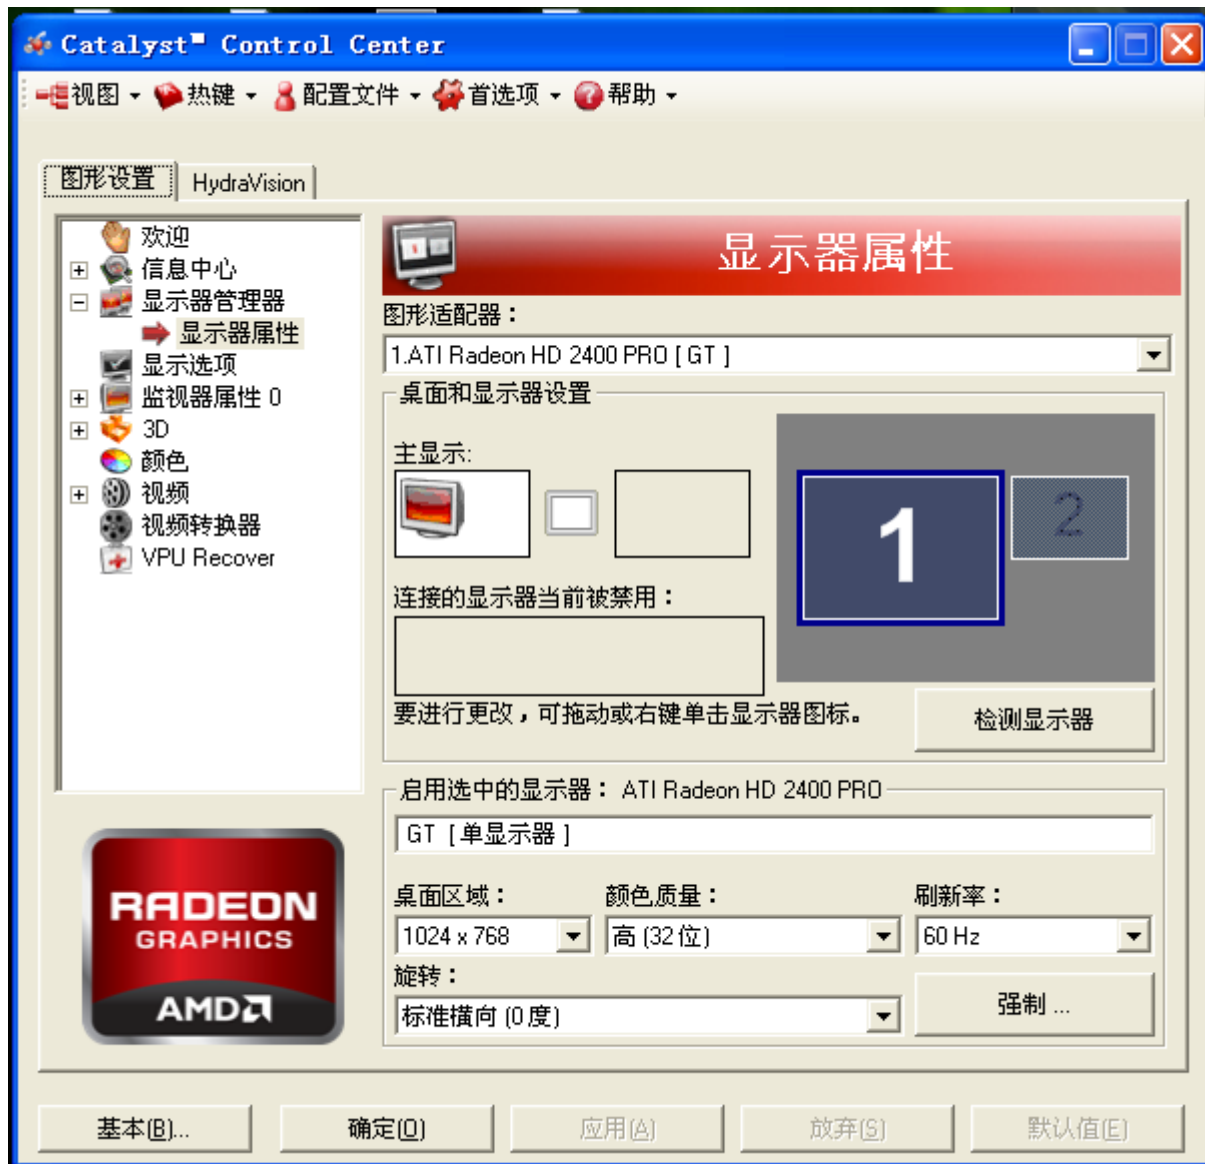 Catalyst™ Control Center
视图 热键 配置文件 首选项 帮助
图形设置 HydraVision
欢迎
信息中心
显示器管理器
显示器属性
显示选项
监视器属性 0
3D
颜色
视频
视频转换器
VPU Recover
RADEON
GRAPHICS
AMD
显示器属性
图形适配器：
1.ATI Radeon HD 2400 PRO [ GT ]
桌面和显示器设置
主显示:
1 2
连接的显示器当前被禁用：
要进行更改，可拖动或右键单击显示器图标。
检测显示器
启用选中的显示器： ATI Radeon HD 2400 PRO
GT [ 单显示器 ]
桌面区域： 颜色质量： 刷新率：
1024 x 768 高 (32 位) 60 Hz
旋转：
标准横向 (0 度) 强制 ...
基本(B)... 确定(O) 应用(A) 放弃(S) 默认值(E)